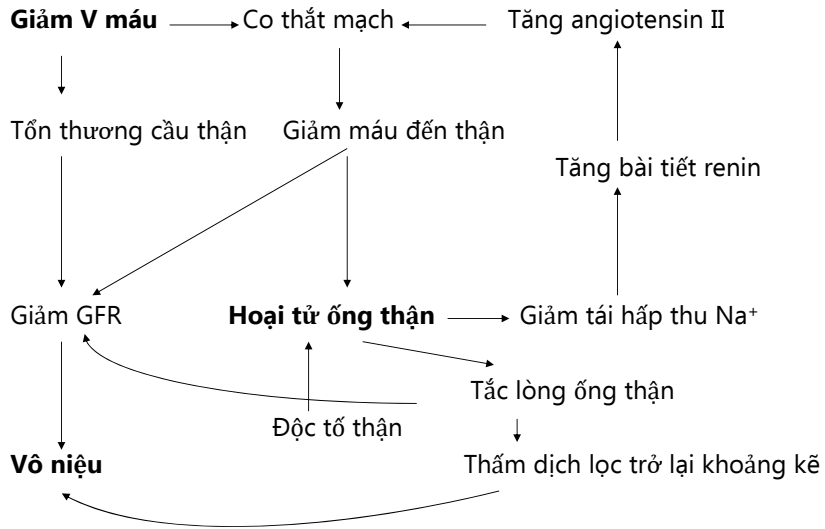 Giảm V máu
Co thắt mạch
Tăng angiotensin II
Tổn thương cầu thận
Giảm máu đến thận
Tăng bài tiết renin
Giảm GFR
Hoại tử ống thận
Giảm tái hấp thu Na⁺
Tắc lòng ống thận
Độc tố thận
Vô niệu
Thấm dịch lọc trở lại khoảng kẽ